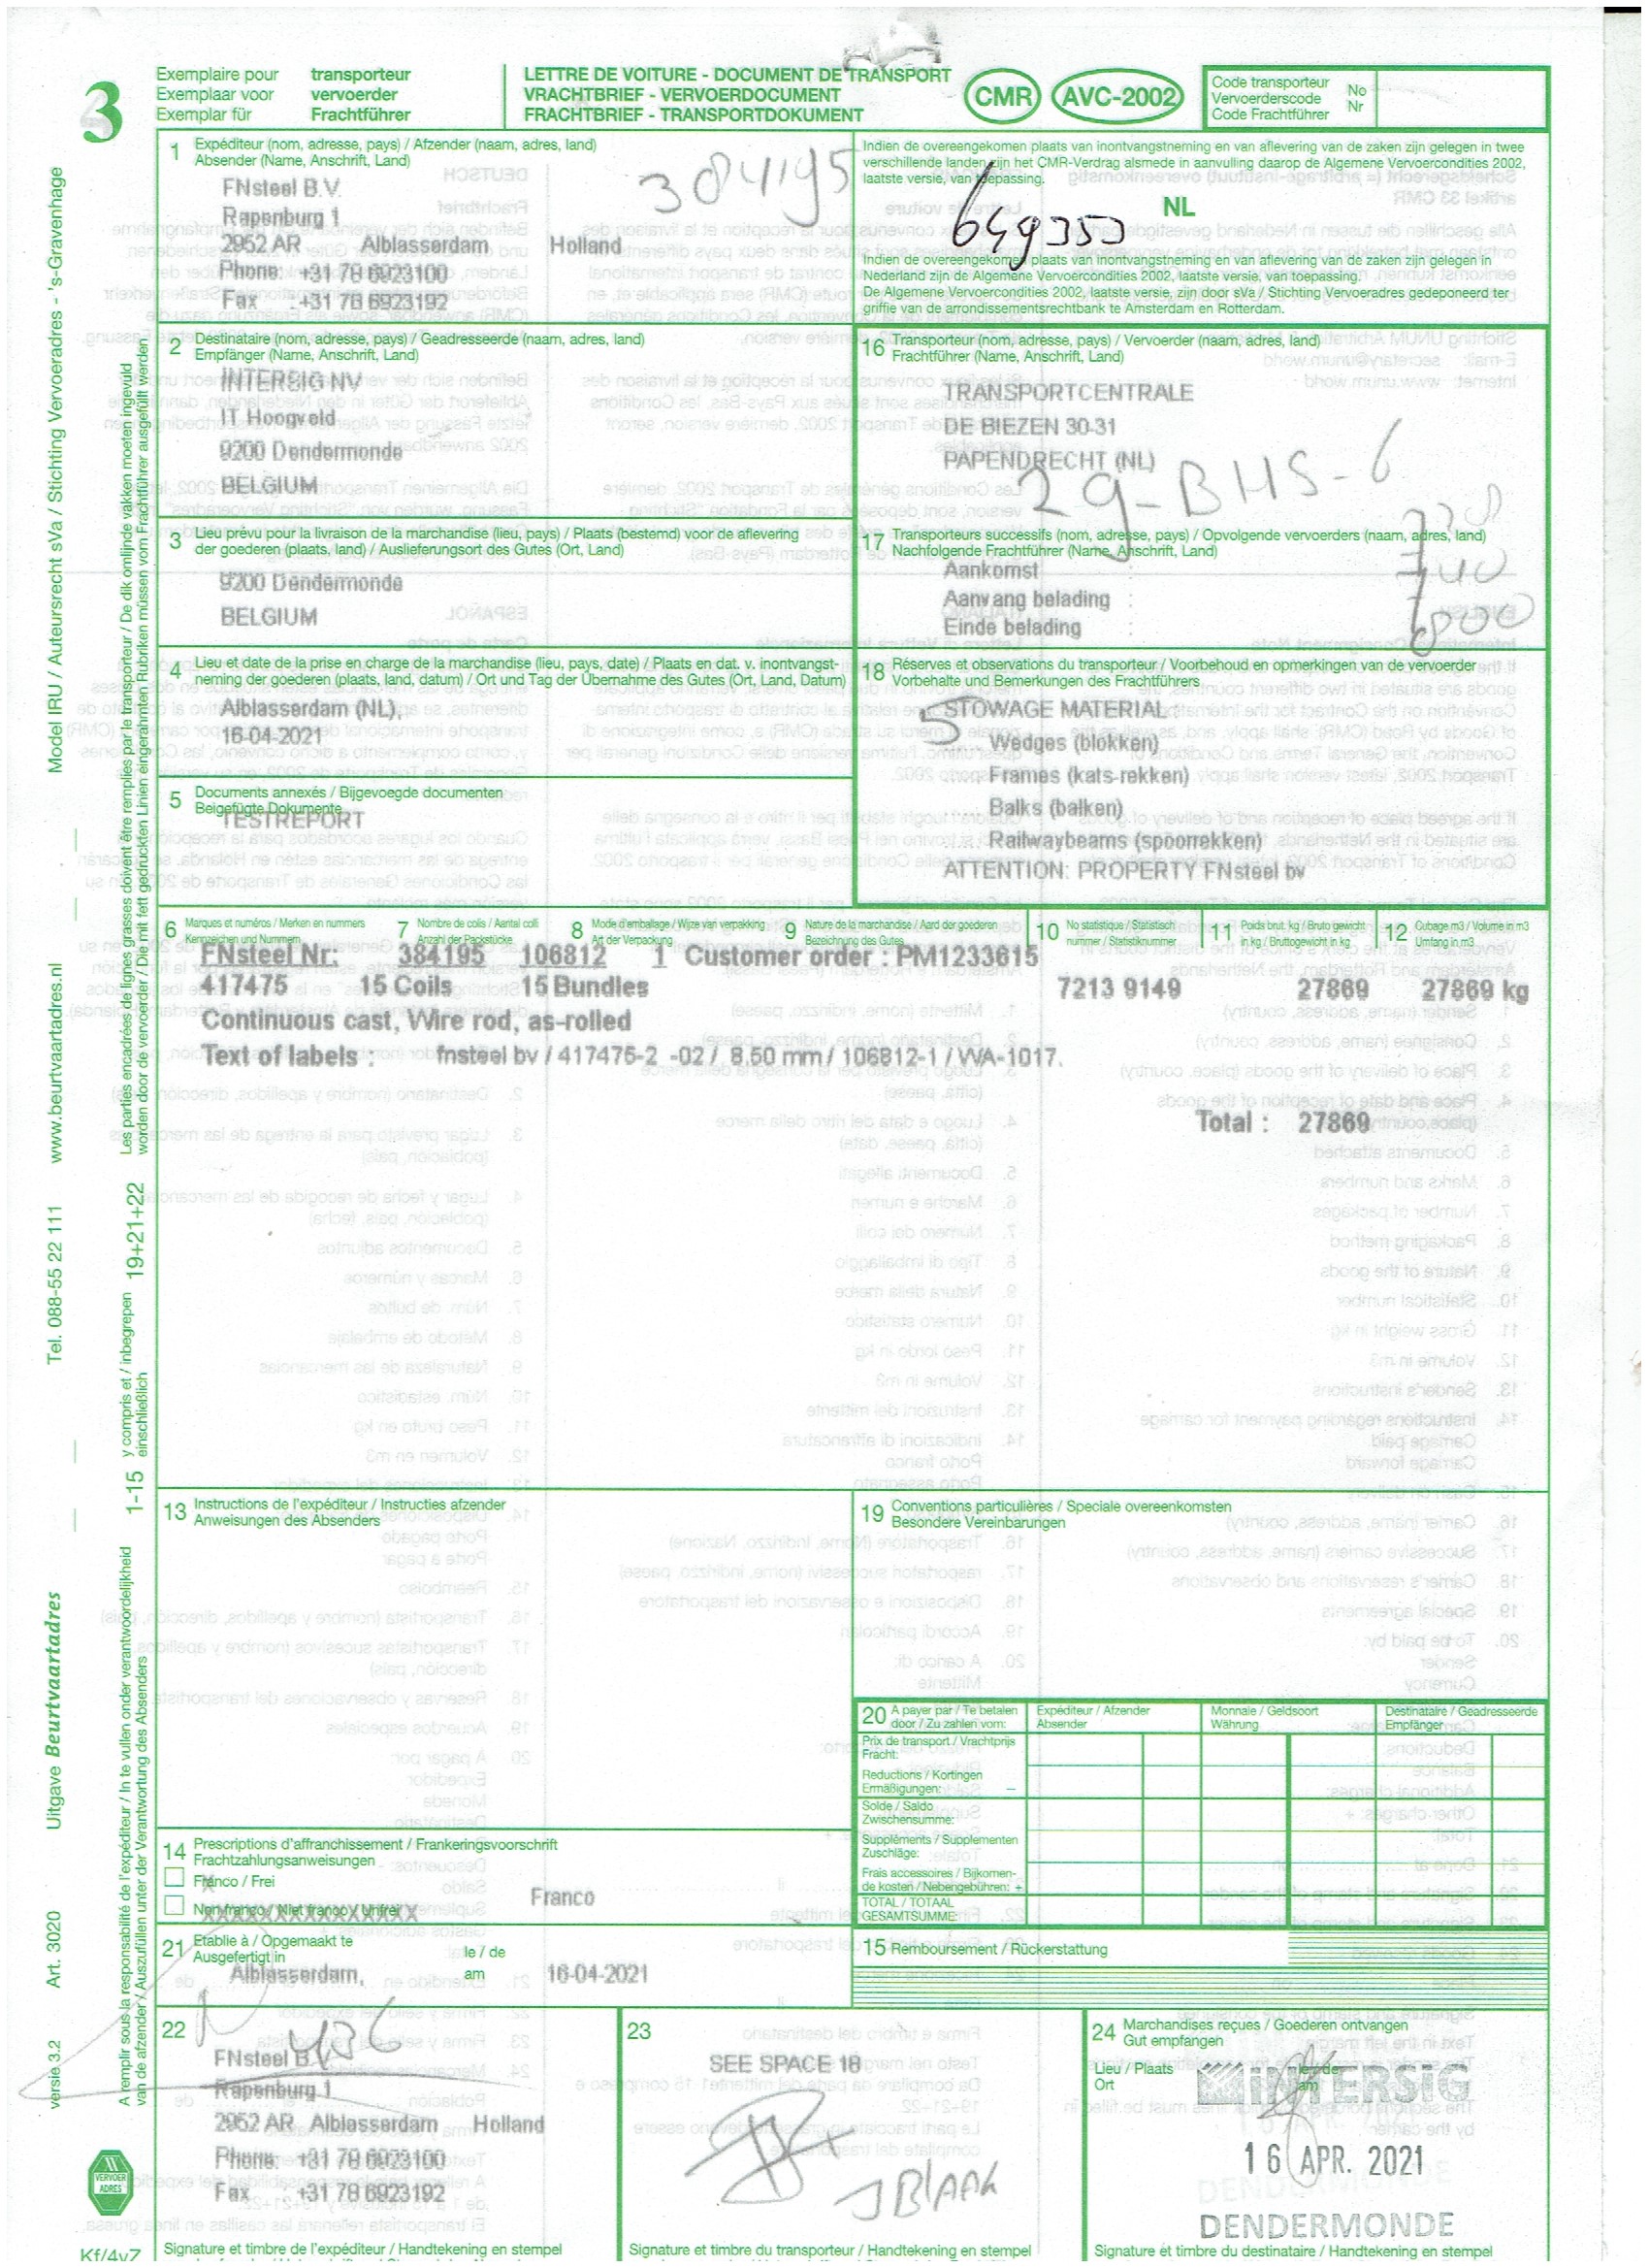 3
Exemplaire pour transporteur
Exemplaar voor vervoerder
Exemplar für Frachtführer
LETTRE DE VOITURE - DOCUMENT DE TRANSPORT
VRACHTBRIEF - VERVOERDOCUMENT
FRACHTBRIEF - TRANSPORTDOKUMENT
CMR AVC-2002
Code transporteur No
Vervoerderscode Nr
Code Frachtführer
1 Expéditeur (nom, adresse, pays) / Afzender (naam, adres, land)
Absender (Name, Anschrift, Land)
384195
FNsteel B.V.
Rapenburg 1
2952 AR Alblasserdam Holland
Phone: +31 78 6923100
Fax : +31 78 6923192
Indien de overeengekomen plaats van inontvangstneming en van aflevering van de zaken zijn gelegen in twee
verschillende landen zijn het CMR-Verdrag alsmede in aanvulling daarop de Algemene Vervoercondities 2002,
laatste versie, van toepassing.
NL
649353
Indien de overeengekomen plaats van inontvangstneming en van aflevering van de zaken zijn gelegen in
Nederland zijn de Algemene Vervoercondities 2002, laatste versie, van toepassing.
De Algemene Vervoercondities 2002, laatste versie, zijn door sVa / Stichting Vervoeradres gedeponeerd ter
griffie van de arrondissementsrechtbank te Amsterdam en Rotterdam.
2 Destinataire (nom, adresse, pays) / Geadresseerde (naam, adres, land)
Empfänger (Name, Anschrift, Land)
INTERSIG NV
IT Hoogveld
9200 Dendermonde
BELGIUM
16 Transporteur (nom, adresse, pays) / Vervoerder (naam, adres, land)
Frachtführer (Name, Anschrift, Land)
TRANSPORTCENTRALE
DE BIEZEN 30-31
PAPENDRECHT (NL)
29-BHS-6
3 Lieu prévu pour la livraison de la marchandise (lieu, pays) / Plaats (bestemd) voor de aflevering
der goederen (plaats, land) / Auslieferungsort des Gutes (Ort, Land)
9200 Dendermonde
BELGIUM
17 Transporteurs successifs (nom, adresse, pays) / Opvolgende vervoerders (naam, adres, land)
Nachfolgende Frachtführer (Name, Anschrift, Land)
Aankomst
Aanvang belading :
Einde belading :
4 Lieu et date de la prise en charge de la marchandise (lieu, pays, date) / Plaats en dat. v. inontvangst-
neming der goederen (plaats, land, datum) / Ort und Tag der Übernahme des Gutes (Ort, Land, Datum)
Alblasserdam (NL),
16-04-2021
18 Réserves et observations du transporteur / Voorbehoud en opmerkingen van de vervoerder
Vorbehalte und Bemerkungen des Frachtführers
STOWAGE MATERIAL
5 Wedges (blokken)
Frames (kats-rekken)
Balks (balken)
Railwaybeams (spoorrekken)
ATTENTION: PROPERTY FNsteel bv
5 Documents annexés / Bijgevoegde documenten
Beigefügte Dokumente
TESTREPORT
6 Marques et numéros / Merken en nummers
Kennzeichen und Nummern
7 Nombre de colis / Aantal colli
Anzahl der Packstücke
8 Mode d'emballage / Wijze van verpakking
Art der Verpackung
9 Nature de la marchandise / Aard der goederen
Bezeichnung des Gutes
10 No statistique / Statistisch
nummer / Statistiknummer
11 Poids brut. kg / Bruto gewicht
in kg / Bruttogewicht in kg
12 Cubage m3 / Volume in m3
Umfang in m3
FNsteel Nr. 384195 106812 1 Customer order : PM1233615
417475 15 Coils 15 Bundles 7213 9149 27869 27869 kg
Continuous cast, Wire rod, as-rolled
Text of labels : fnsteel bv / 417475-2 -02 / 8.50 mm / 106812-1 / WA-1017.
Total : 27869
13 Instructions de l'expéditeur / Instructies afzender
Anweisungen des Absenders
19 Conventions particulières / Speciale overeenkomsten
Besondere Vereinbarungen
20 A payer par / Te betalen
door / Zu zahlen vom:
Expéditeur / Afzender
Absender
Monnaie / Geldsoort
Währung
Destinataire / Geadresseerde
Empfänger
Prix de transport / Vrachtprijs
Fracht:
Reductions / Kortingen
Ermäßigungen: –
Solde / Saldo
Zwischensumme:
Suppléments / Supplementen
Zuschläge:
Frais accessoires / Bijkomen-
de kosten / Nebengebühren: +
TOTAL / TOTAAL
GESAMTSUMME:
14 Prescriptions d'affranchissement / Frankeringsvoorschrift
Frachtzahlungsanweisungen
Franco / Frei
Non franco / Niet franco / Unfrei
Franco
15 Remboursement / Rückerstattung
21 Etablie à / Opgemaakt te
Ausgefertigt in
le / de
am
Alblasserdam, 16-04-2021
22
436
FNsteel B.V.
Rapenburg 1
2952 AR Alblasserdam Holland
Phone: +31 78 6923100
Fax : +31 78 6923192
Signature et timbre de l'expéditeur / Handtekening en stempel
23
SEE SPACE 18
J BLAAK
Signature et timbre du transporteur / Handtekening en stempel
24 Marchandises reçues / Goederen ontvangen
Gut empfangen
Lieu / Plaats
Ort
le / de
am
INTERSIG
16 APR. 2021
DENDERMONDE
Signature et timbre du destinataire / Handtekening en stempel
Model IRU / Auteursrecht sVa / Stichting Vervoeradres - 's-Gravenhage
www.beurtvaartadres.nl
Tel. 088-55 22 111
Uitgave Beurtvaartadres
Art. 3020
versie 3.2
Les parties encadrées de lignes grasses doivent être remplies par le transporteur / De dik omlijnde vakken moeten ingevuld
worden door de vervoerder / Die mit fett gedruckten Linien eingerahmten Rubriken müssen vom Frachtführer ausgefüllt werden
19+21+22
y compris et / inbegrepen
einschließlich
1-15
A remplir sous la responsabilité de l'expéditeur / In te vullen onder verantwoordelijkheid
van de afzender / Auszufüllen unter der Verantwortung des Absenders
VERVOER
ADRES
Kf/4vZ